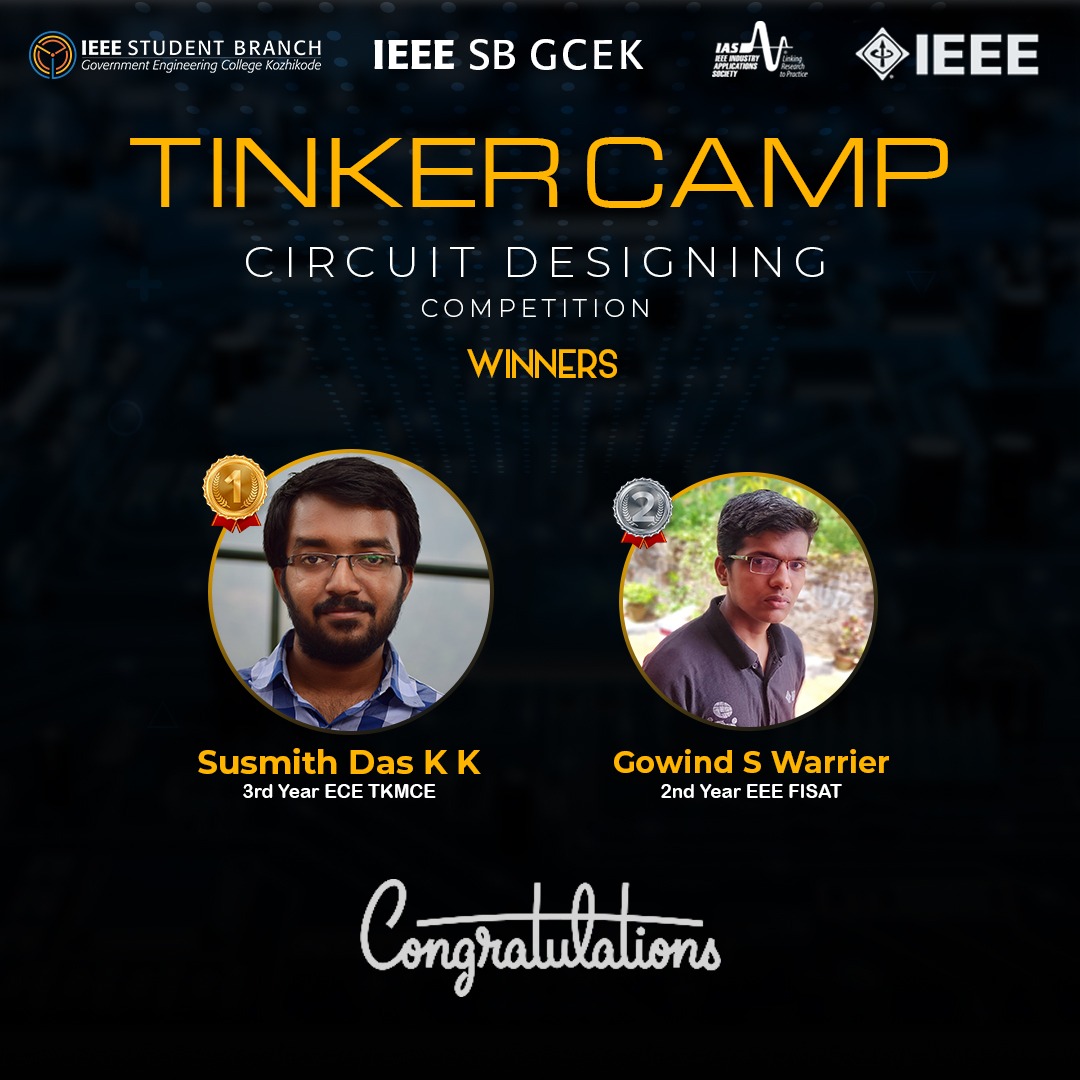 IEEE STUDENT BRANCH
Government Engineering College Kozhikode
IEEE SB GCEK
IAS
IEEE INDUSTRY
APPLICATIONS
SOCIETY
Linking
Research
to Practice
IEEE
TINKER CAMP
CIRCUIT DESIGNING
COMPETITION
WINNERS
1
2
Susmith Das K K
3rd Year ECE TKMCE
Gowind S Warrier
2nd Year EEE FISAT
Congratulations